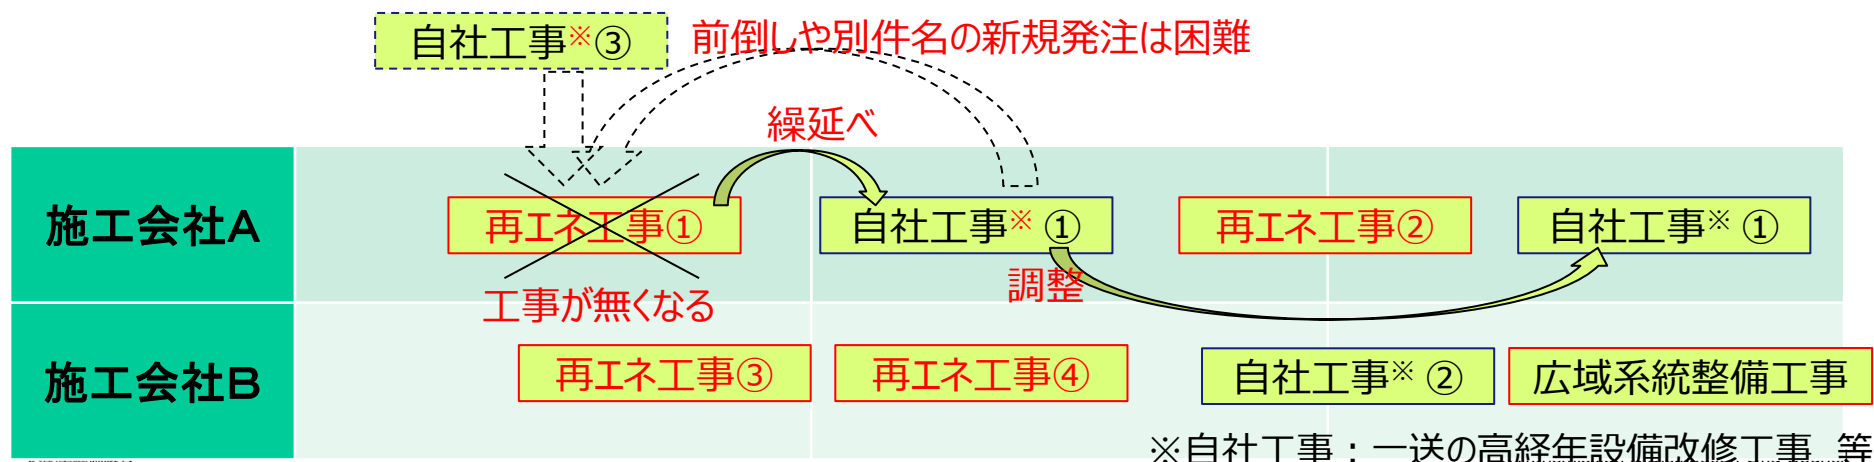 自社工事※③
前倒しや別件名の新規発注は困難
繰延べ
施工会社A
再エネ工事①
自社工事※ ①
再エネ工事②
自社工事※ ①
工事が無くなる
調整
施工会社B
再エネ工事③
再エネ工事④
自社工事※ ②
広域系統整備工事
※自社工事:一送の高経年設備改修工事 等